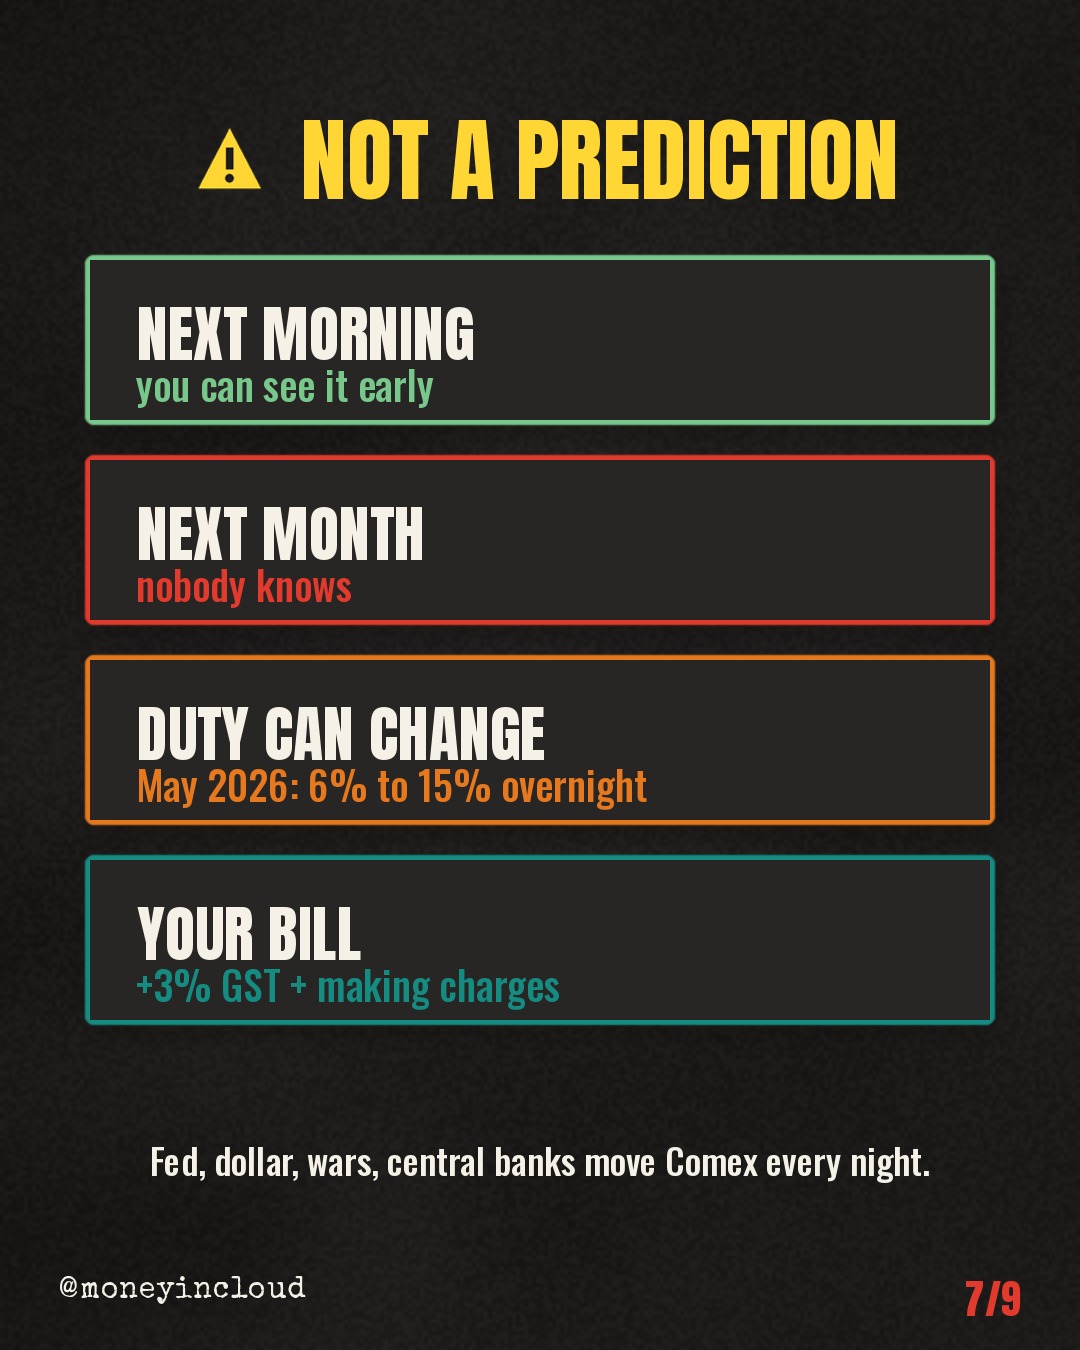 NOT A PREDICTION
NEXT MORNING
you can see it early
NEXT MONTH
nobody knows
DUTY CAN CHANGE
May 2026: 6% to 15% overnight
YOUR BILL
+3% GST + making charges
Fed, dollar, wars, central banks move Comex every night.
@moneyincloud
7/9